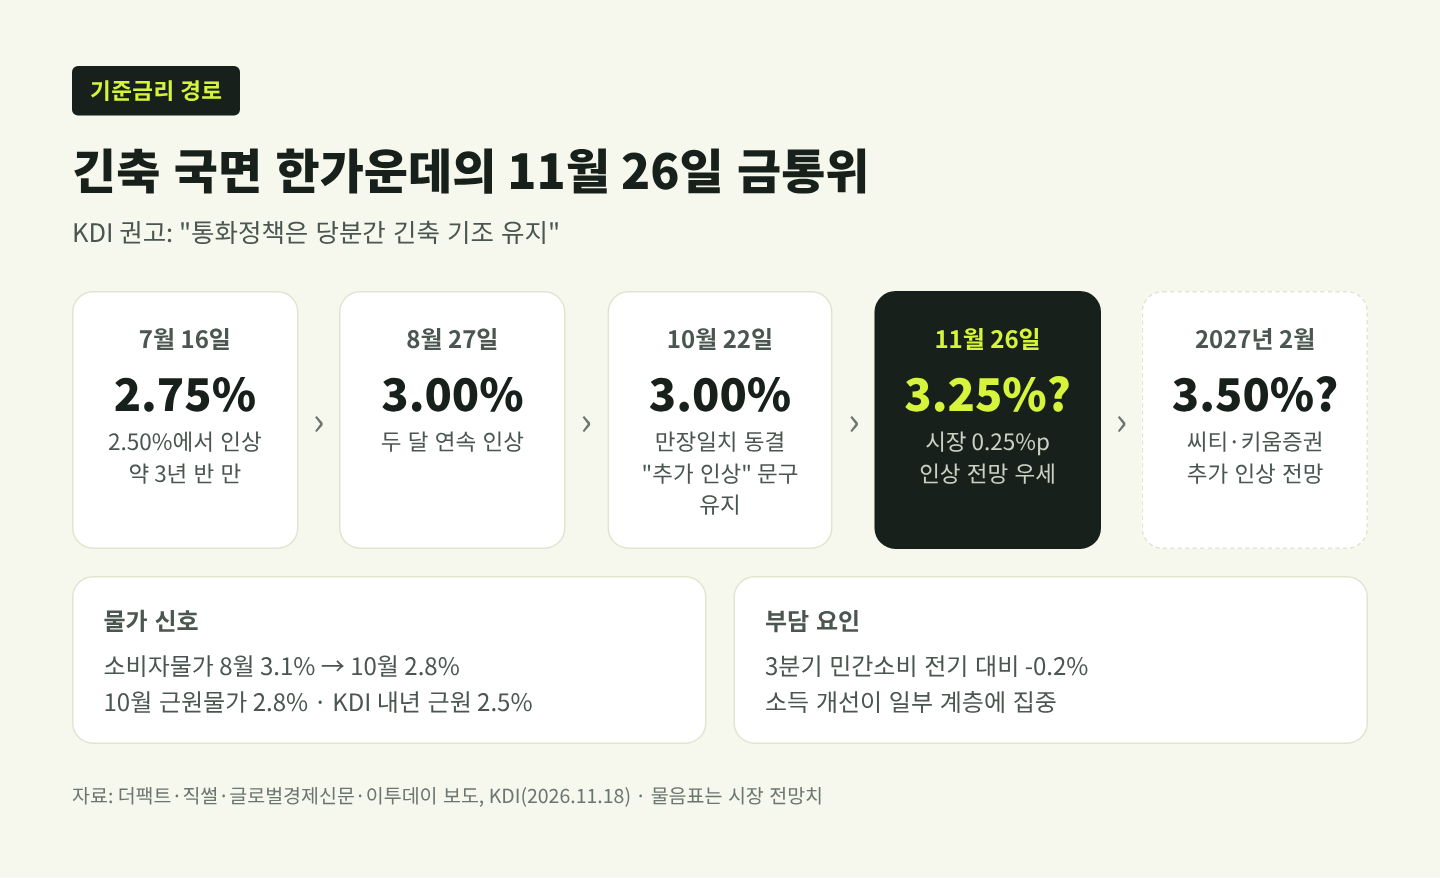 기준금리 경로
긴축 국면 한가운데의 11월 26일 금통위
KDI 권고: "통화정책은 당분간 긴축 기조 유지"
7월 16일
2.75%
2.50%에서 인상
약 3년 반 만
›
8월 27일
3.00%
두 달 연속 인상
›
10월 22일
3.00%
만장일치 동결
"추가 인상" 문구
유지
›
11월 26일
3.25%?
시장 0.25%p
인상 전망 우세
›
2027년 2월
3.50%?
씨티·키움증권
추가 인상 전망
물가 신호
소비자물가 8월 3.1% → 10월 2.8%
10월 근원물가 2.8% · KDI 내년 근원 2.5%
부담 요인
3분기 민간소비 전기 대비 -0.2%
소득 개선이 일부 계층에 집중
자료: 더팩트·직썰·글로벌경제신문·이투데이 보도, KDI(2026.11.18) · 물음표는 시장 전망치